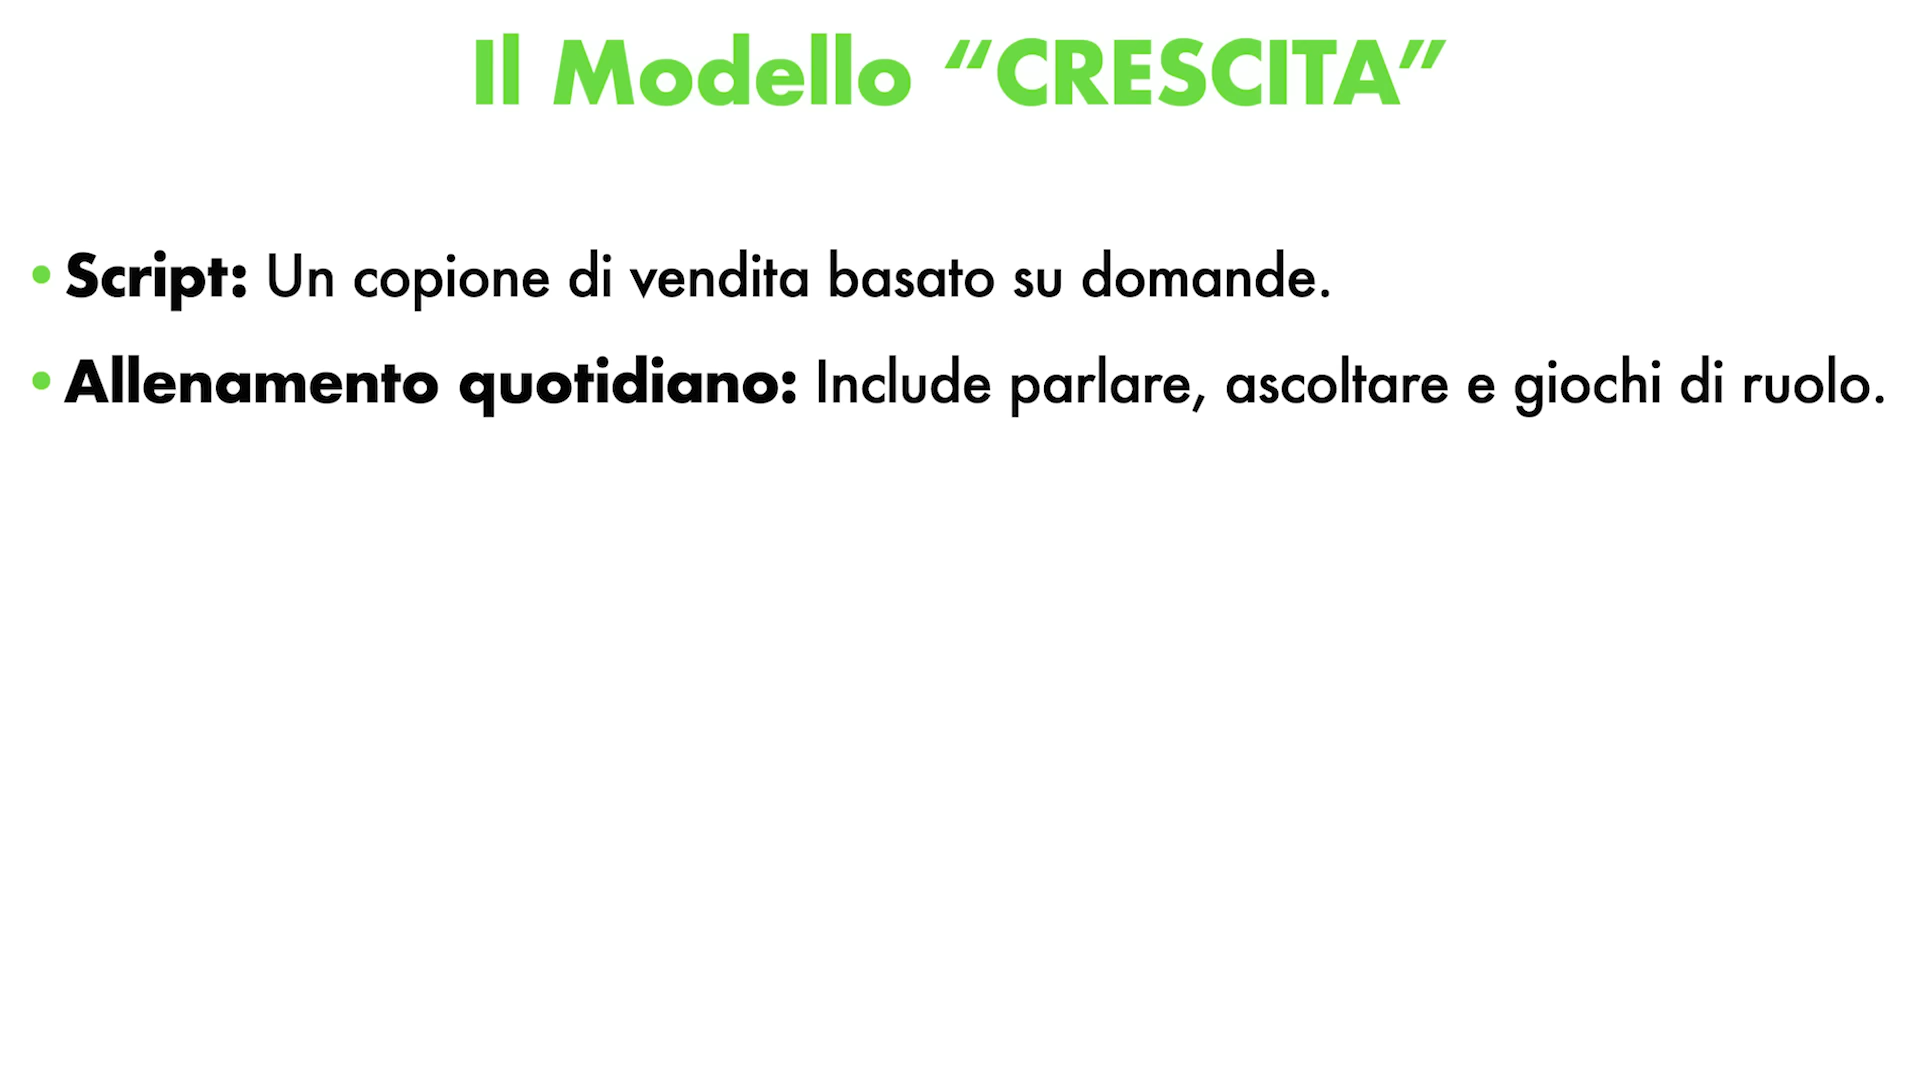 Il Modello “CRESCITA”
• Script: Un copione di vendita basato su domande.
• Allenamento quotidiano: Include parlare, ascoltare e giochi di ruolo.